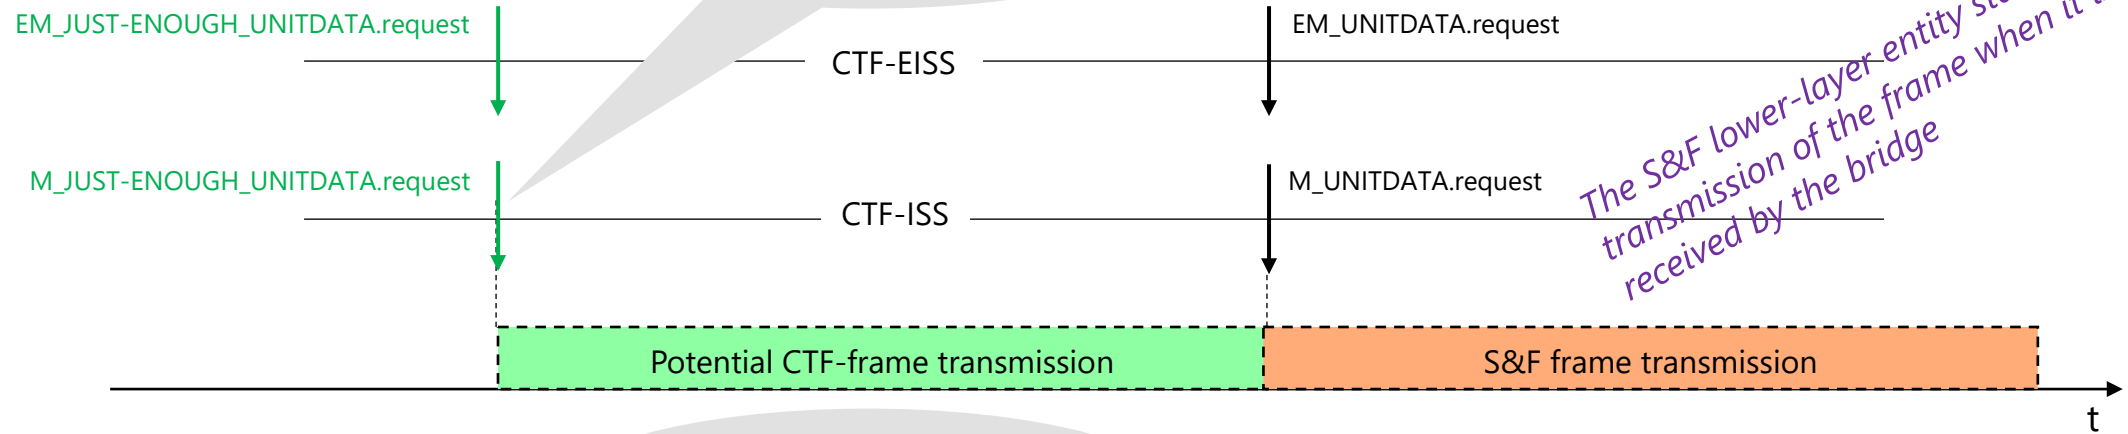 EM_JUST-ENOUGH_UNITDATA.request
EM_UNITDATA.request
CTF-EISS
M_JUST-ENOUGH_UNITDATA.request
M_UNITDATA.request
CTF-ISS
The S&F lower-layer entity
transmission of the frame when it
received by the bridge
Potential CTF-frame transmission
S&F frame transmission
t